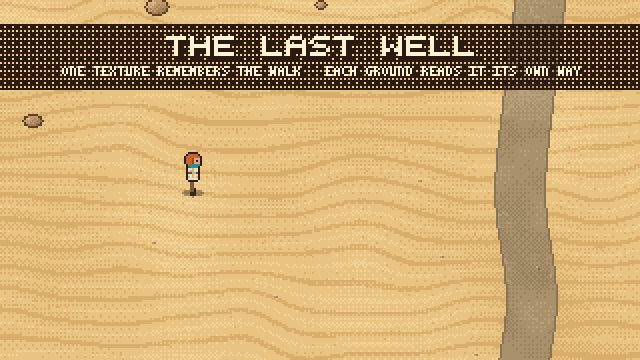 THE LAST WELL
ONE TEXTURE REMEMBERS THE WALK EACH GROUND READS IT ITS OWN WAY